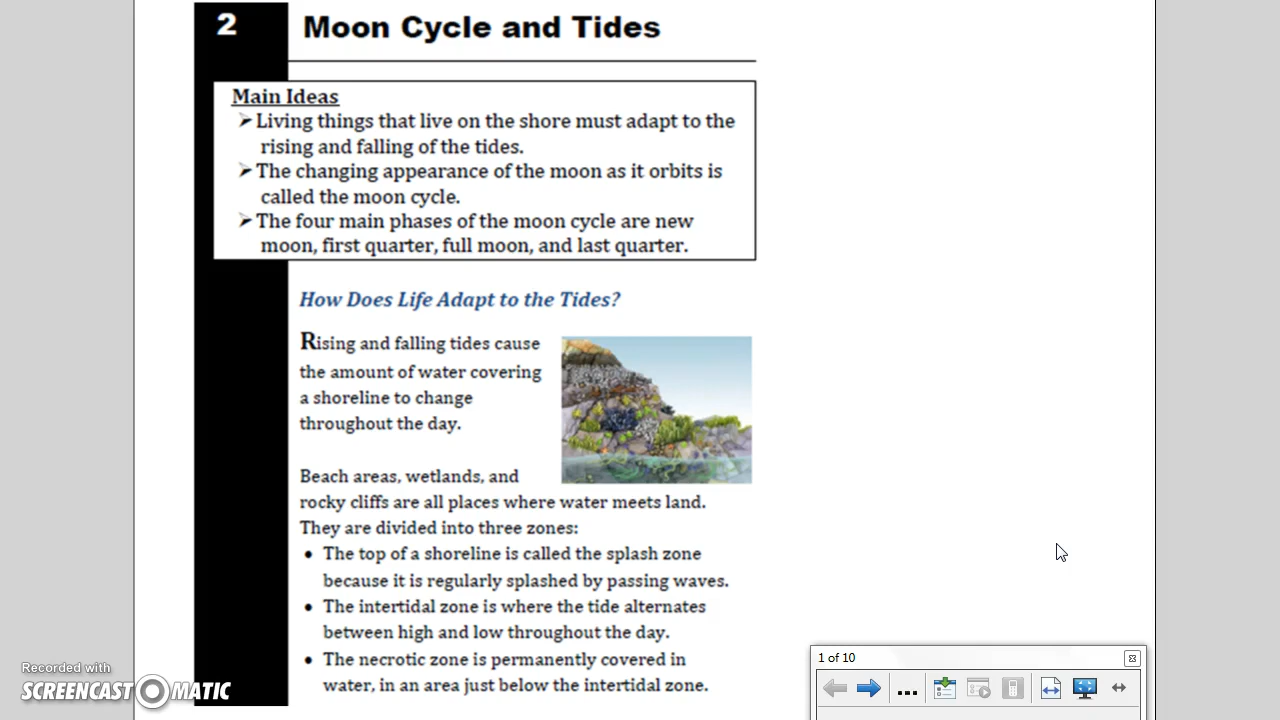 2
Moon Cycle and Tides
Main Ideas
➢ Living things that live on the shore must adapt to the
rising and falling of the tides.
➢ The changing appearance of the moon as it orbits is
called the moon cycle.
➢ The four main phases of the moon cycle are new
moon, first quarter, full moon, and last quarter.
How Does Life Adapt to the Tides?
Rising and falling tides cause
the amount of water covering
a shoreline to change
throughout the day.
Beach areas, wetlands, and
rocky cliffs are all places where water meets land.
They are divided into three zones:
• The top of a shoreline is called the splash zone
because it is regularly splashed by passing waves.
• The intertidal zone is where the tide alternates
between high and low throughout the day.
• The necrotic zone is permanently covered in
water, in an area just below the intertidal zone.
Recorded with
SCREENCAST O MATIC
1 of 10
...